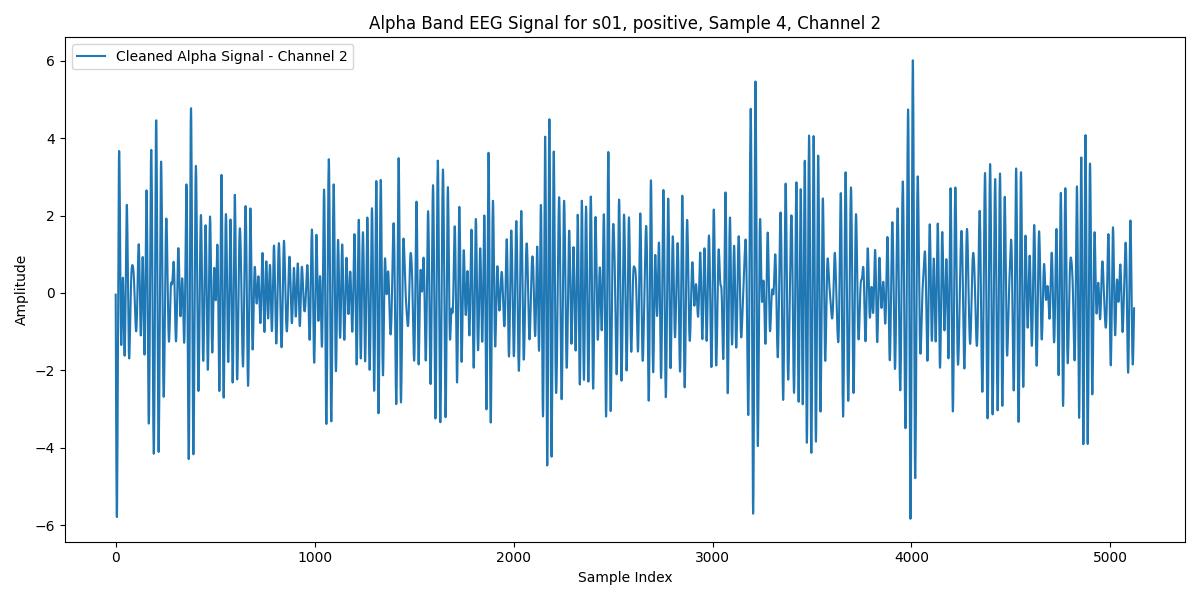 Alpha Band EEG Signal for s01, positive, Sample 4, Channel 2
Cleaned Alpha Signal - Channel 2
Amplitude
6
4
2
0
−2
−4
−6
0 1000 2000 3000 4000 5000
Sample Index